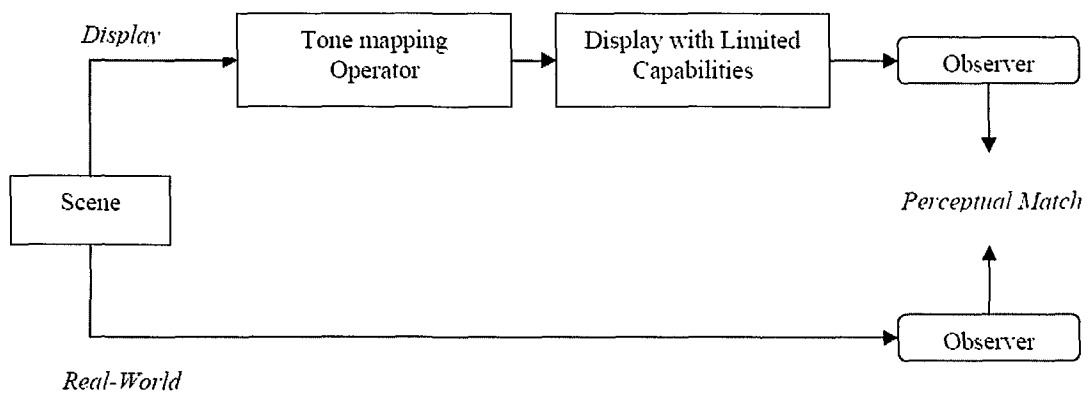 Display
Tone mapping
Operator
Display with Limited
Capabilities
Observer
Scene
Perceptual Match
Observer
Real-World